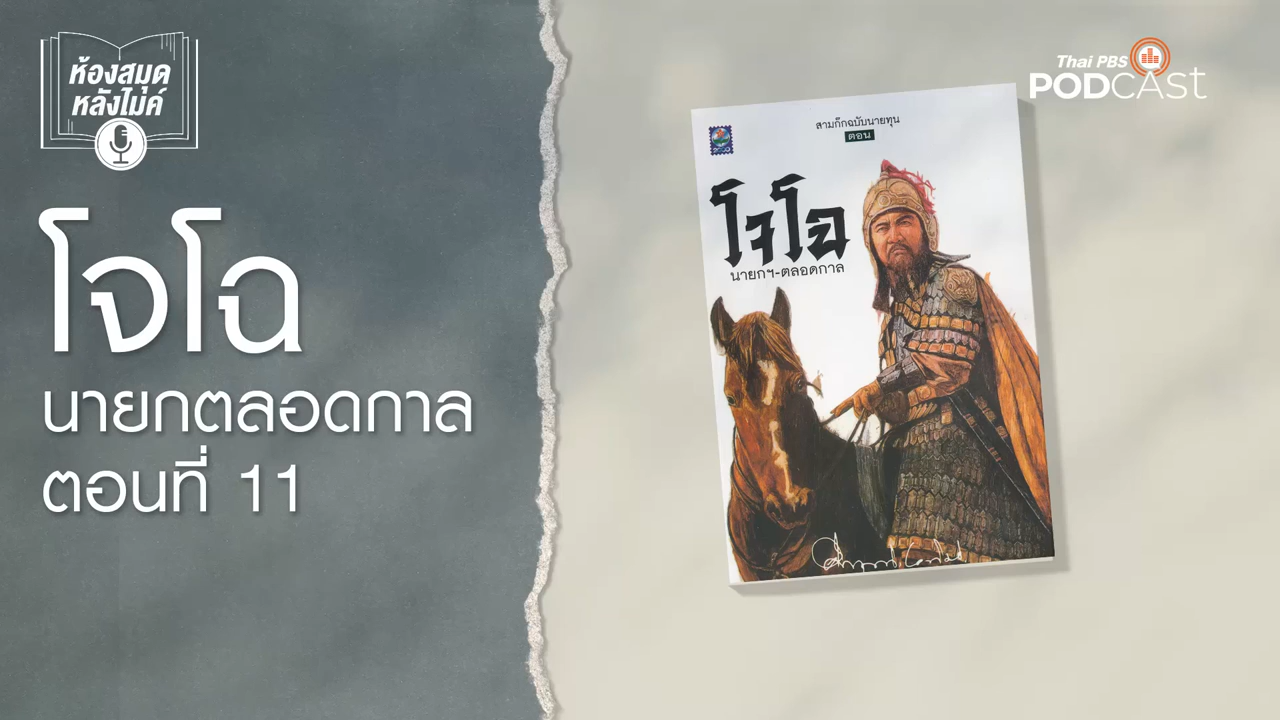 ห้องสมุด
หลังไมค์
โจโฉ
นายกตลอดกาล
ตอนที่ 11
Thai PBS
PODCAST
สามก๊กฉบับนายทุน
ตอน
โจโฉ
นายกฯ-ตลอดกาล